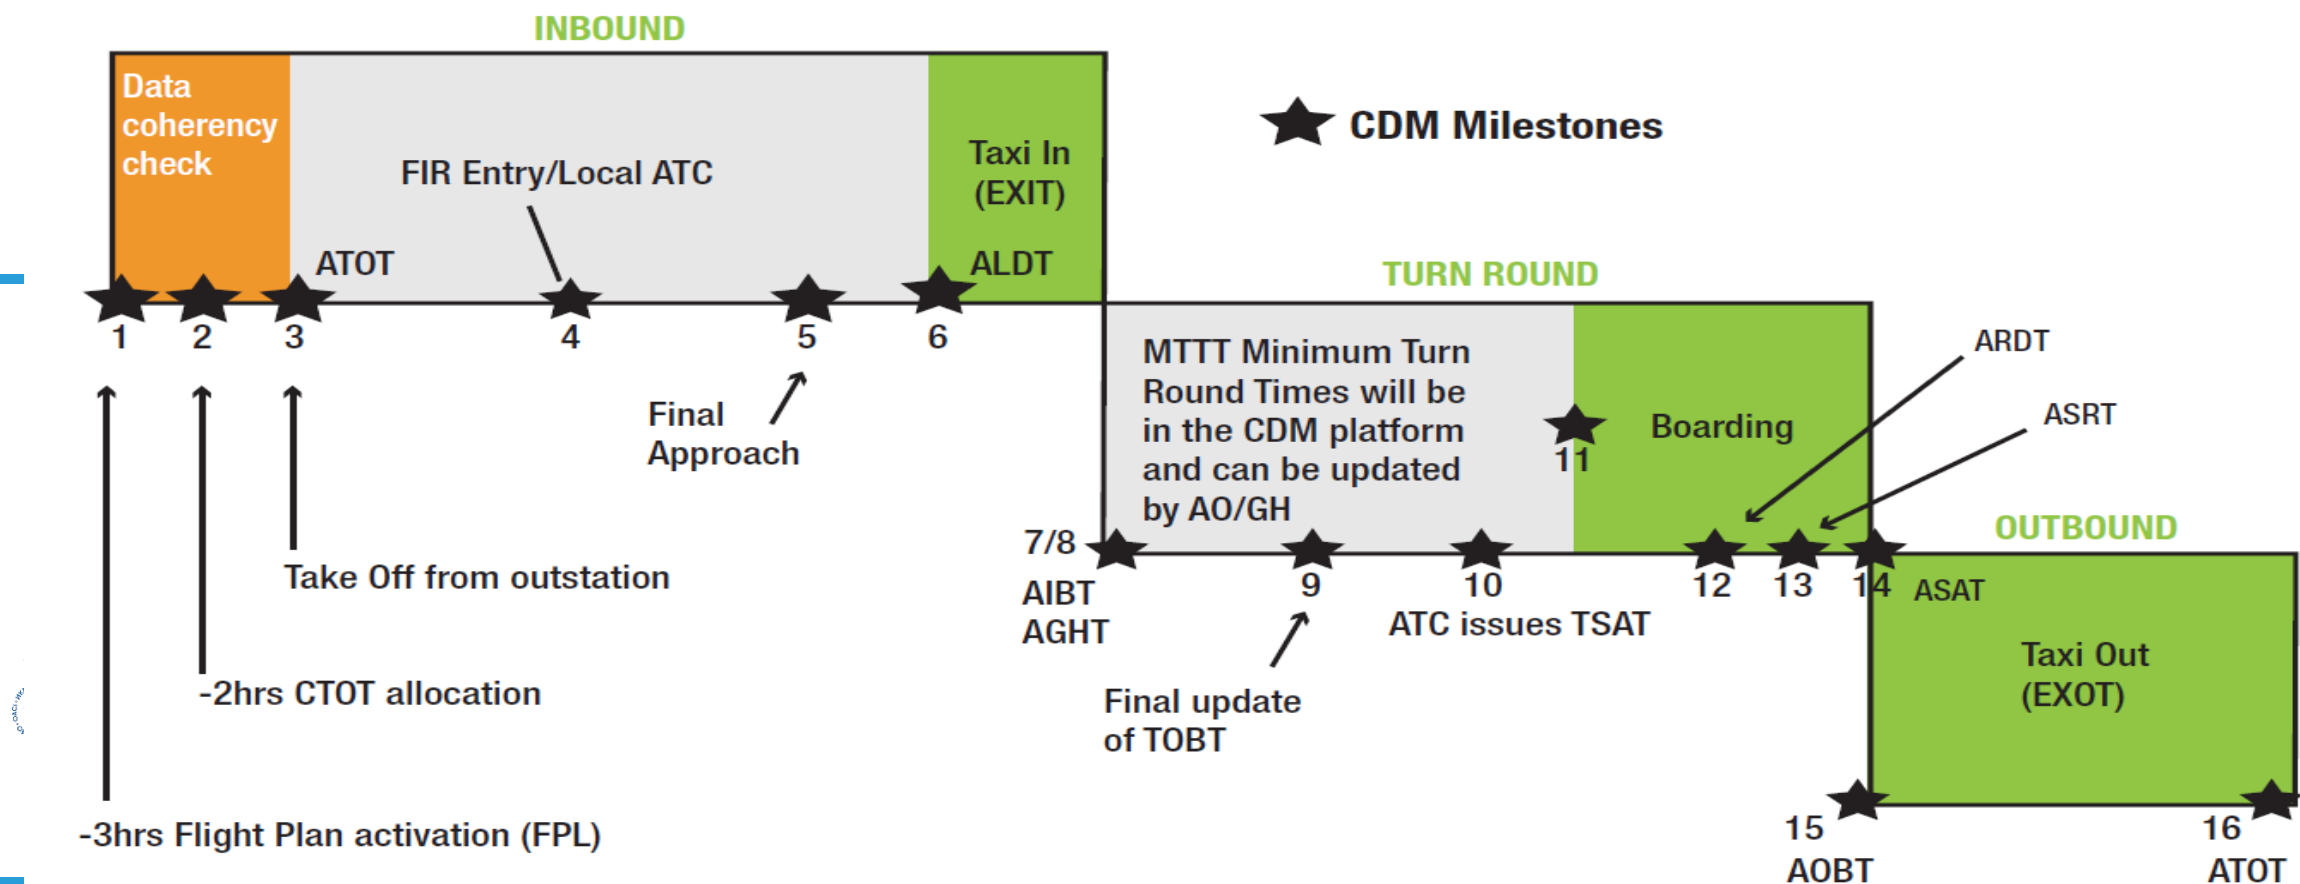 INBOUND
Data
coherency
check
FIR Entry/Local ATC
Taxi In
(EXIT)
ATOT
ALDT
CDM Milestones
1
2
3
4
5
6
Final
Approach
Take Off from outstation
-2hrs CTOT allocation
-3hrs Flight Plan activation (FPL)
TURN ROUND
MTTT Minimum Turn
Round Times will be
in the CDM platform
and can be updated
by AO/GH
11
Boarding
ARDT
ASRT
7/8
AIBT
AGHT
9
10
12
13
14
ATC issues TSAT
Final update
of TOBT
OUTBOUND
ASAT
Taxi Out
(EXOT)
15
AOBT
16
ATOT